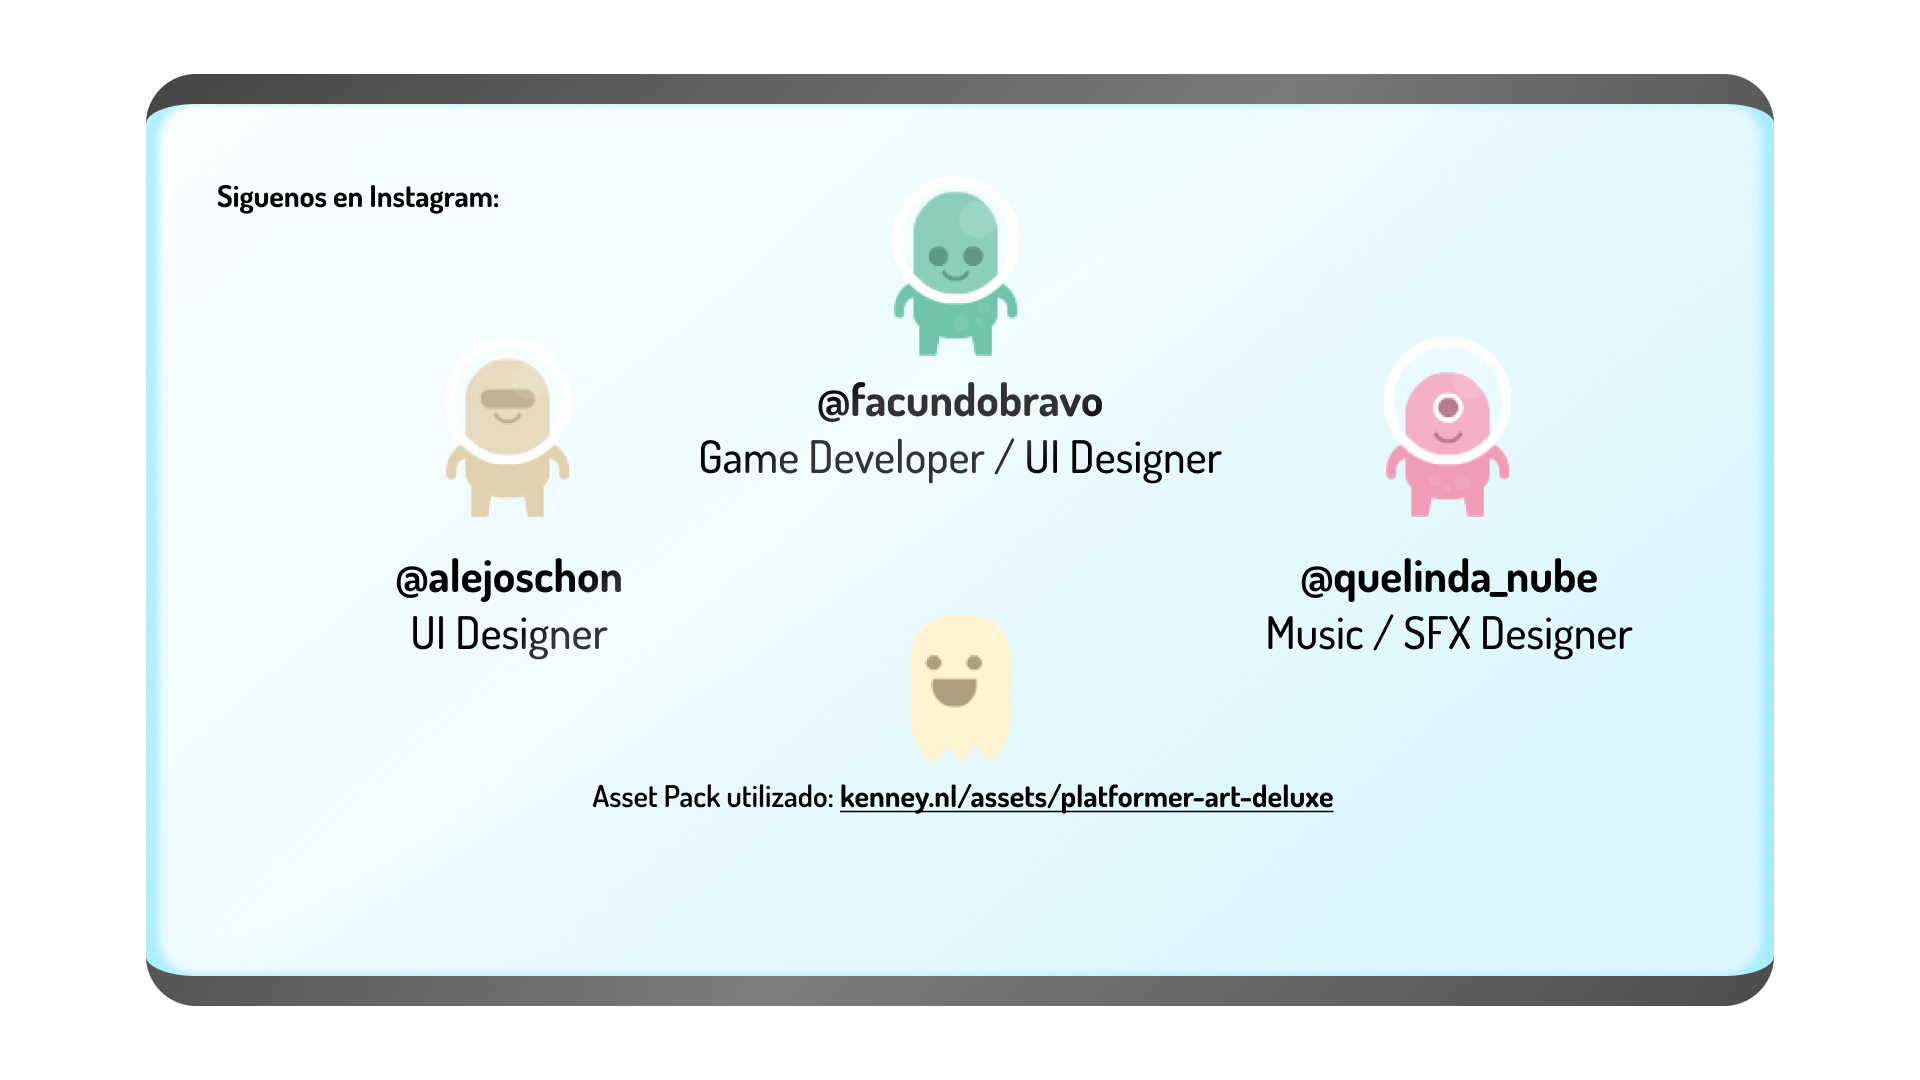 Siguenos en Instagram:
@facundobravo
Game Developer / UI Designer
@alejoschon
UI Designer
@quelinda_nube
Music / SFX Designer
Asset Pack utilizado: kenney.nl/assets/platformer-art-deluxe